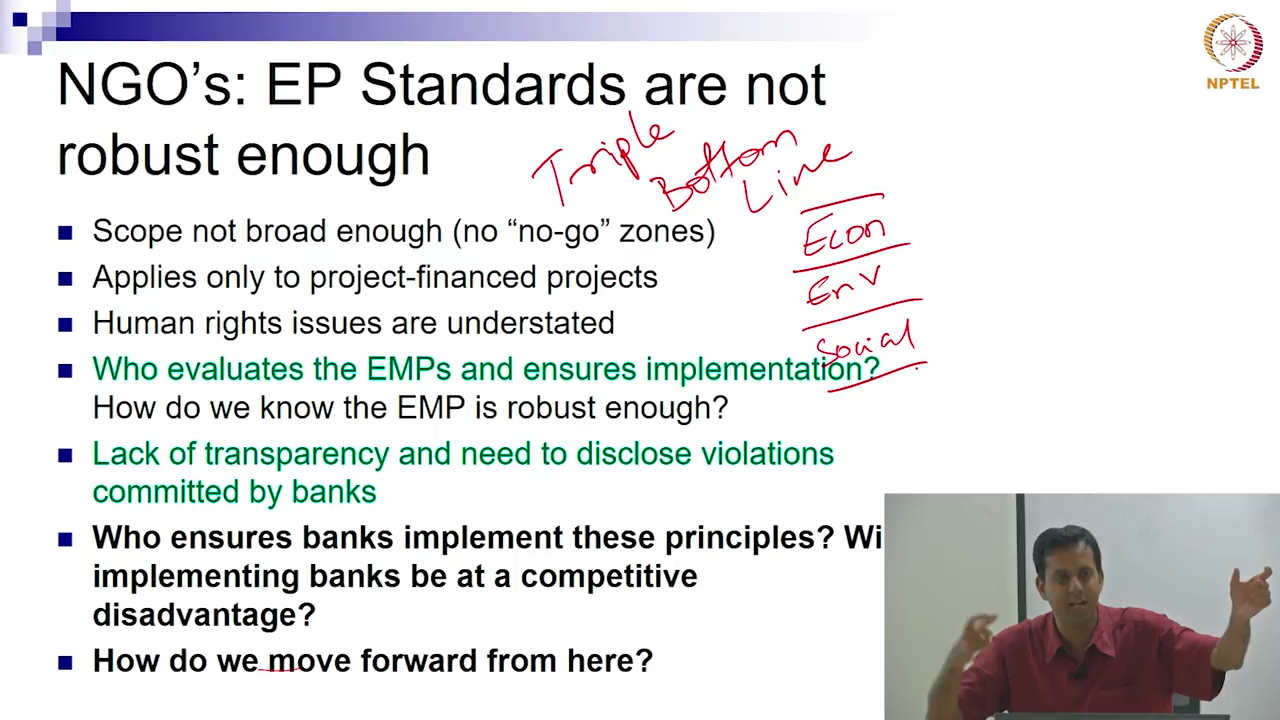 NPTEL
NGO's: EP Standards are not
robust enough
Triple
Bottom
Line
Econ
Env
Social
Scope not broad enough (no “no-go” zones)
Applies only to project-financed projects
Human rights issues are understated
Who evaluates the EMPs and ensures implementation?
How do we know the EMP is robust enough?
Lack of transparency and need to disclose violations
committed by banks
Who ensures banks implement these principles? Wi
implementing banks be at a competitive
disadvantage?
How do we move forward from here?